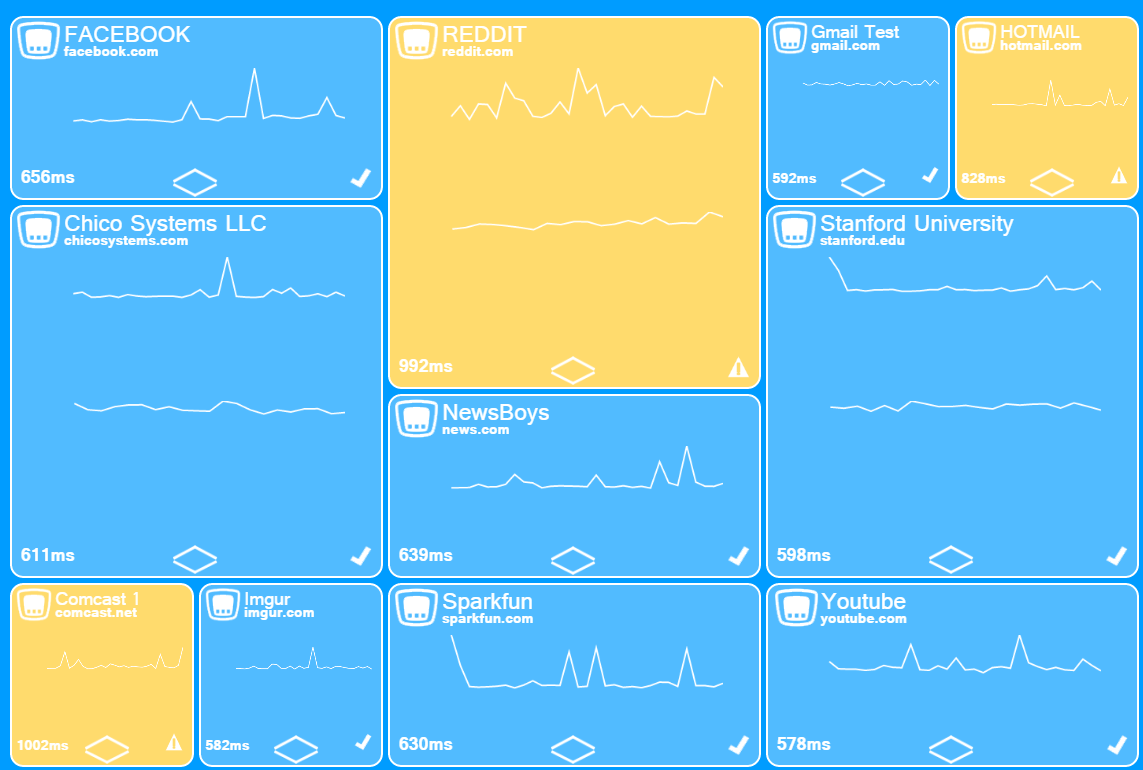 FACEBOOK
facebook.com
656ms
REDDIT
reddit.com
992ms
Gmail Test
gmail.com
592ms
HOTMAIL
hotmail.com
828ms
Chico Systems LLC
chicosystems.com
611ms
NewsBoys
news.com
639ms
Stanford University
stanford.edu
598ms
Comcast 1
comcast.net
1002ms
Imgur
imgur.com
582ms
Sparkfun
sparkfun.com
630ms
Youtube
youtube.com
578ms